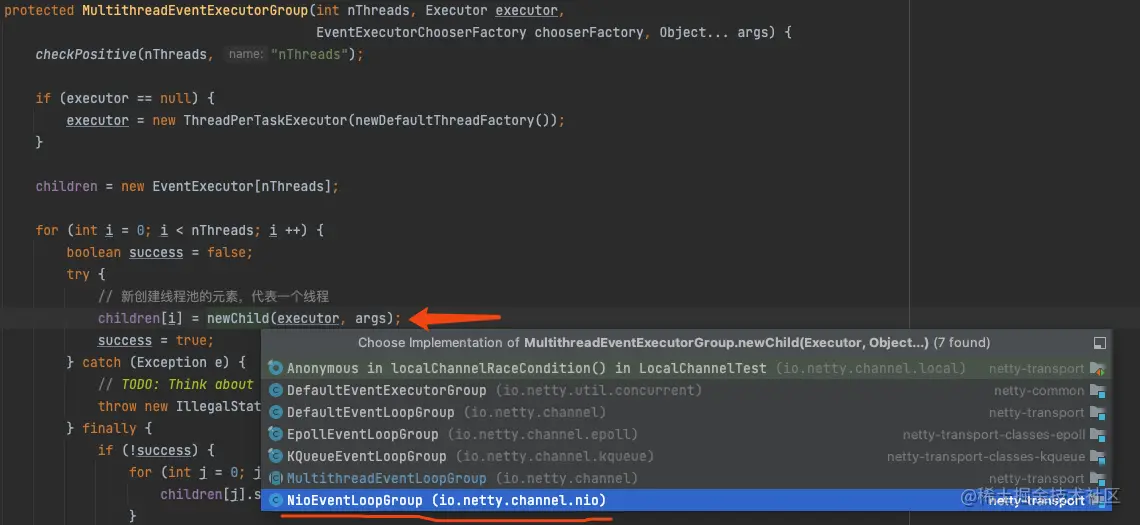 protected MultithreadEventExecutorGroup(int nThreads, Executor executor,
EventExecutorChooserFactory chooserFactory, Object... args) {
checkPositive(nThreads, name: "nThreads");
if (executor == null) {
executor = new ThreadPerTaskExecutor(newDefaultThreadFactory());
}
children = new EventExecutor[nThreads];
for (int i = 0; i < nThreads; i ++) {
boolean success = false;
try {
// 新创建线程池的元素，代表一个线程
children[i] = newChild(executor, args);
success = true;
} catch (Exception e) {
// TODO: Think about
throw new IllegalStat
} finally {
if (!success) {
for (int j = 0; j
children[j].s
}
Choose Implementation of MultithreadEventExecutorGroup.newChild(Executor, Object...) (7 found)
Anonymous in localChannelRaceCondition() in LocalChannelTest (io.netty.channel.local) netty-transport
DefaultEventExecutorGroup (io.netty.util.concurrent) netty-common
DefaultEventLoopGroup (io.netty.channel) netty-transport
EpollEventLoopGroup (io.netty.channel.epoll) netty-transport-classes-epoll
KQueueEventLoopGroup (io.netty.channel.kqueue) netty-transport-classes-kqueue
MultithreadEventLoopGroup (io.netty.channel) netty-transport
NioEventLoopGroup (io.netty.channel.nio) netty-transport
@稀土掘金技术社区